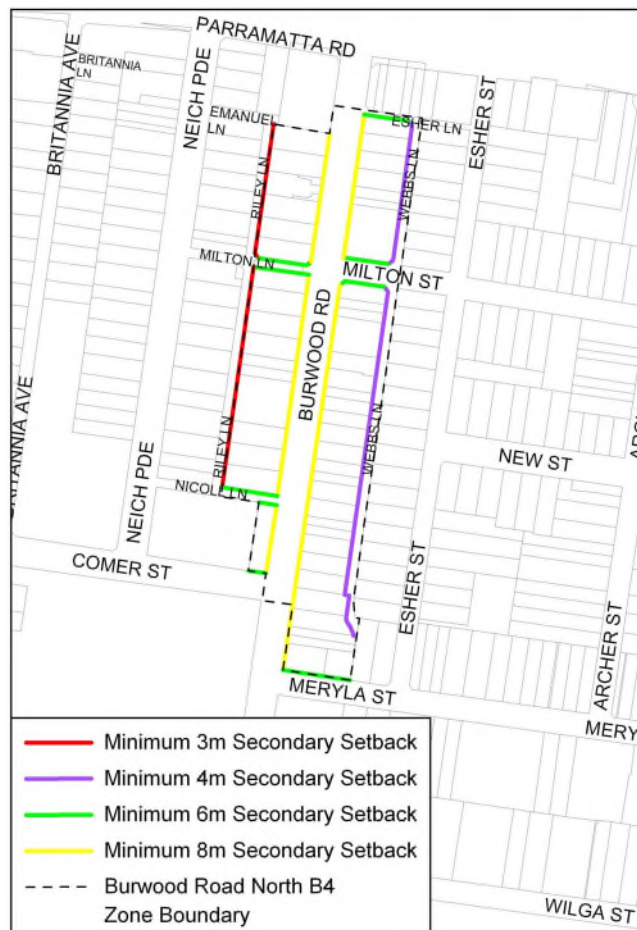 PARRAMATTA RD
BRITANNIA AVE
BRITANNIA
LN
NEICH PDE
EMANUEL
LN
ESHER LN
ESHER ST
RILEY LN
WEBBS LN
MILTON LN
MILTON ST
BURWOOD RD
WEBBS LN
RILEY LN
NICOLL LN
NEW ST
BRITANNIA AVE
NEICH PDE
COMER ST
ESHER ST
ARCHER ST
MERYLA ST
MERY
Minimum 3m Secondary Setback
Minimum 4m Secondary Setback
Minimum 6m Secondary Setback
Minimum 8m Secondary Setback
Burwood Road North B4
Zone Boundary
WILGA ST